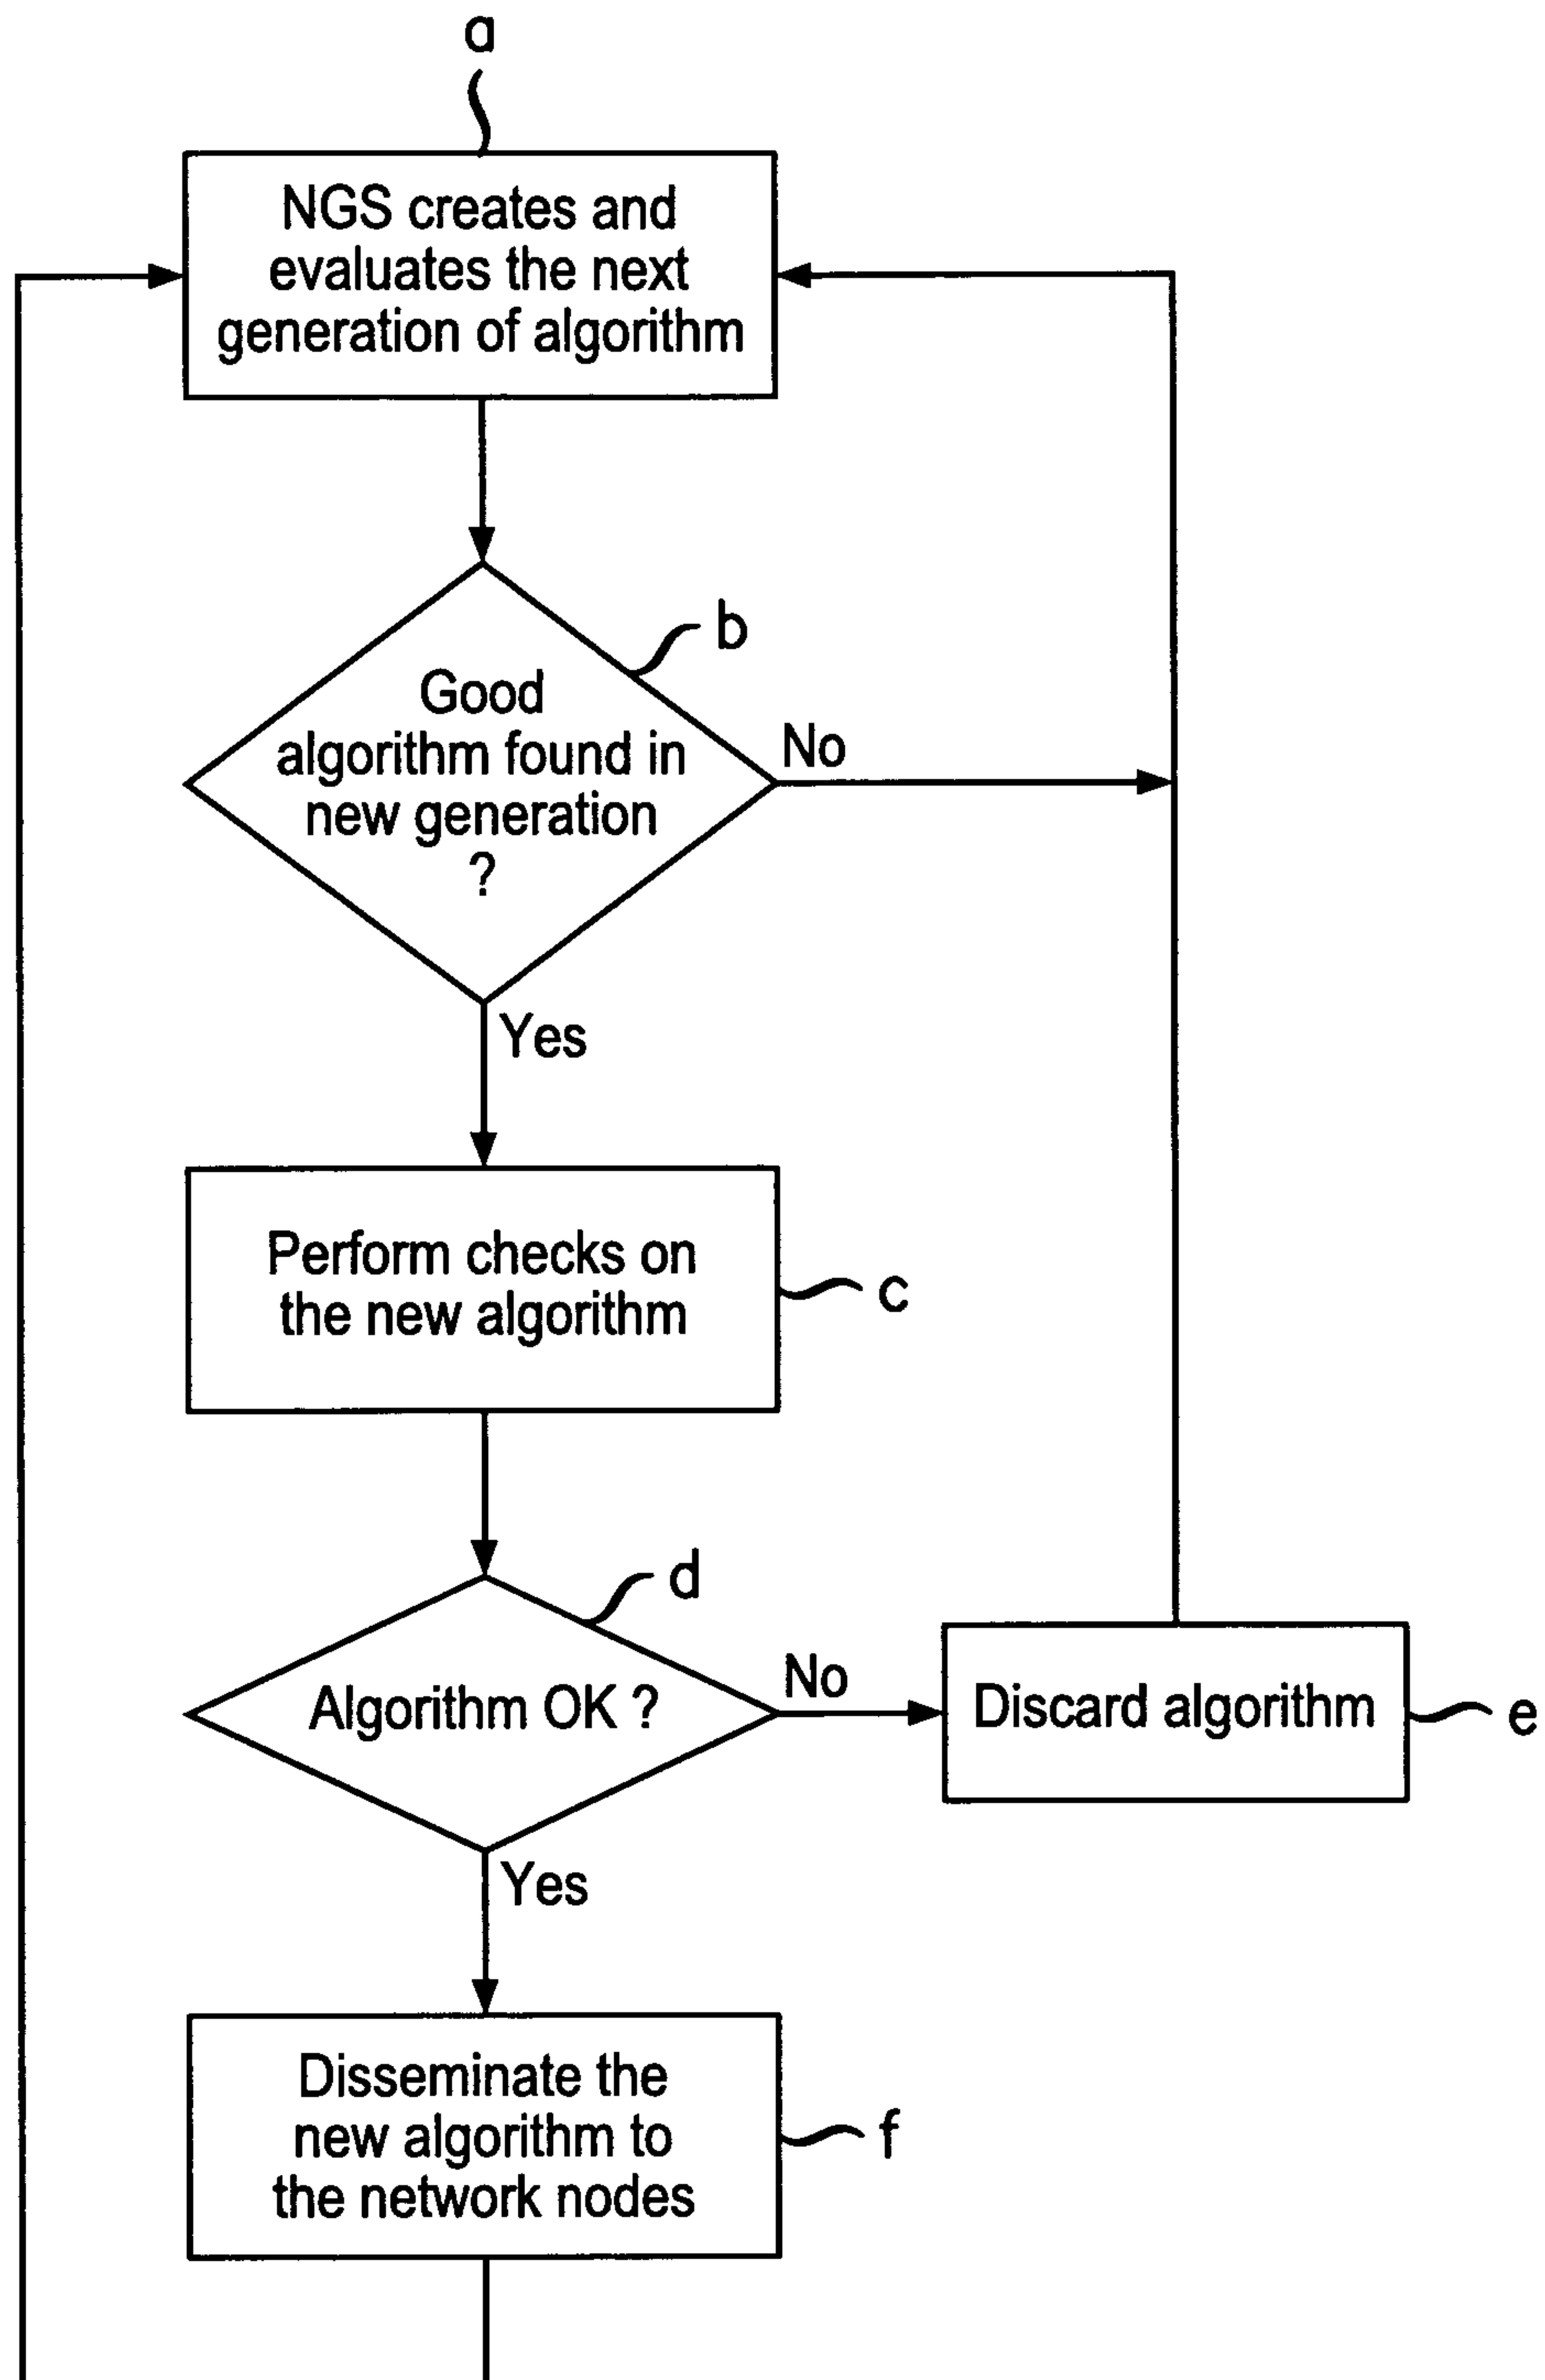 a
NGS creates and
evaluates the next
generation of algorithm
b
Good
algorithm found in
new generation
?
No
Yes
Perform checks on
the new algorithm
c
d
Algorithm OK ?
No
Discard algorithm
e
Yes
Disseminate the
new algorithm to
the network nodes
f